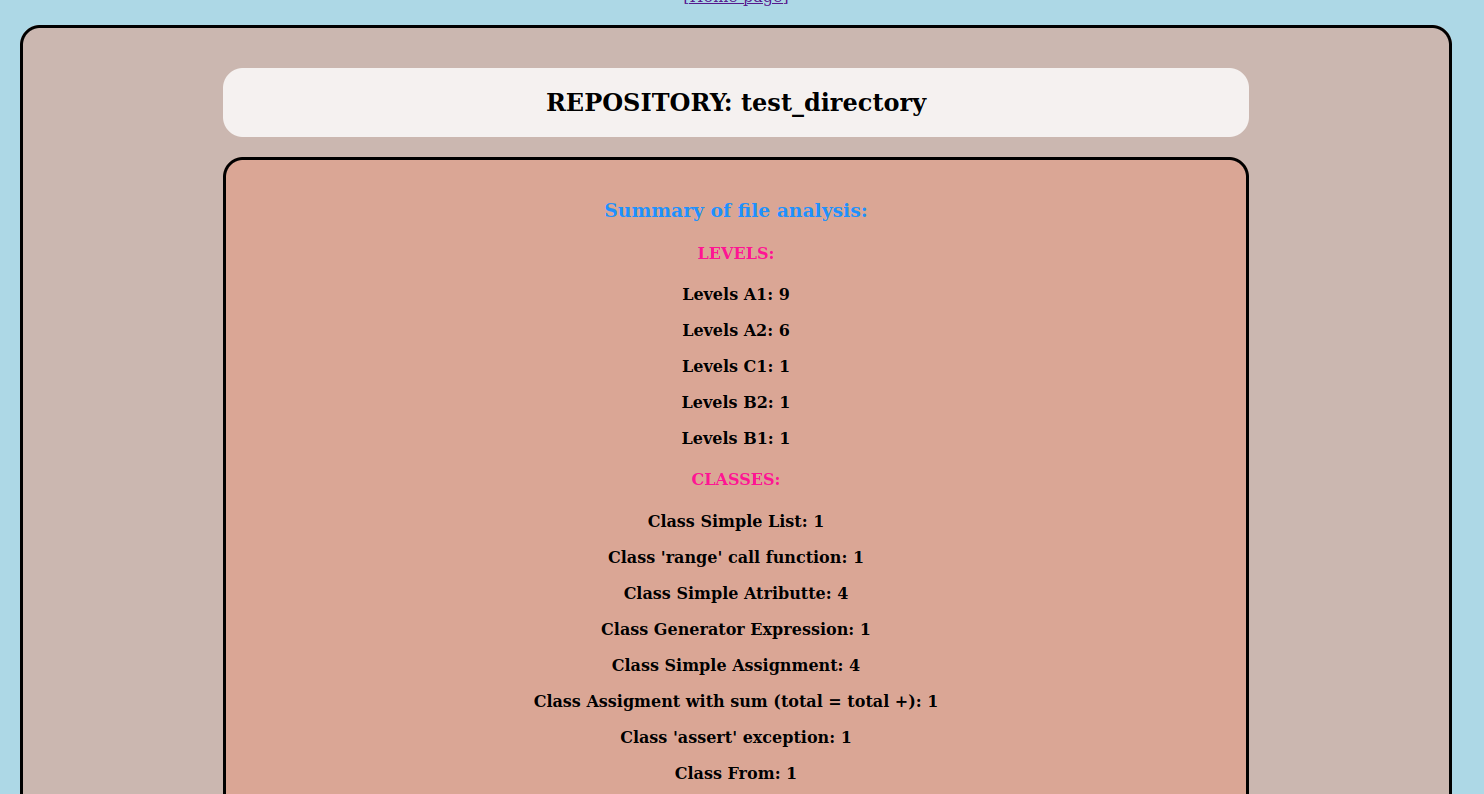 [Home page]
REPOSITORY: test_directory
Summary of file analysis:
LEVELS:
Levels A1: 9
Levels A2: 6
Levels C1: 1
Levels B2: 1
Levels B1: 1
CLASSES:
Class Simple List: 1
Class 'range' call function: 1
Class Simple Atributte: 4
Class Generator Expression: 1
Class Simple Assignment: 4
Class Assigment with sum (total = total +): 1
Class 'assert' exception: 1
Class From: 1